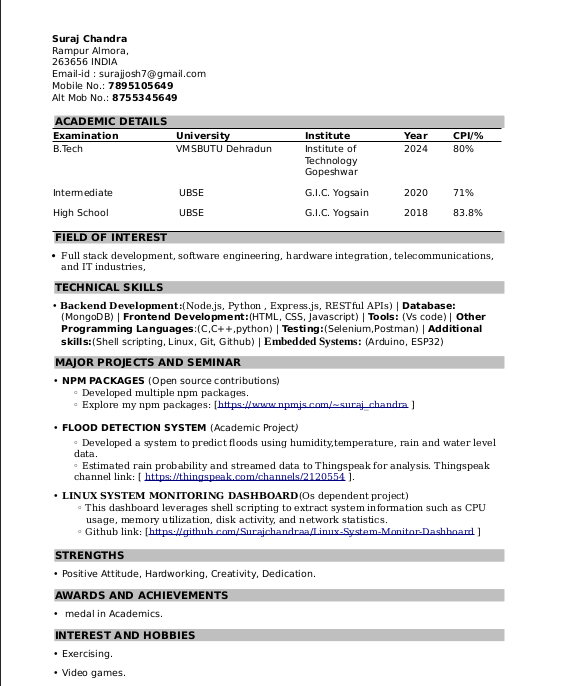 Suraj Chandra
Rampur Almora,
263656 INDIA
Email-id : surajjosh7@gmail.com
Mobile No.: 7895105649
Alt Mob No.: 8755345649
ACADEMIC DETAILS
Examination University Institute Year CPI/%
B.Tech VMSBUTU Dehradun Institute of 2024 80%
Technology
Gopeshwar
Intermediate UBSE G.I.C. Yogsain 2020 71%
High School UBSE G.I.C. Yogsain 2018 83.8%
FIELD OF INTEREST
• Full stack development, software engineering, hardware integration, telecommunications,
and IT industries,
TECHNICAL SKILLS
• Backend Development:(Node.js, Python , Express.js, RESTful APIs) | Database:
(MongoDB) | Frontend Development:(HTML, CSS, Javascript) | Tools: (Vs code) | Other
Programming Languages:(C,C++,python) | Testing:(Selenium,Postman) | Additional
skills:(Shell scripting, Linux, Git, Github) | Embedded Systems: (Arduino, ESP32)
MAJOR PROJECTS AND SEMINAR
• NPM PACKAGES (Open source contributions)
◦ Developed multiple npm packages.
◦ Explore my npm packages: [https://www.npmjs.com/~suraj_chandra ]
• FLOOD DETECTION SYSTEM (Academic Project)
◦ Developed a system to predict floods using humidity,temperature, rain and water level
data.
◦ Estimated rain probability and streamed data to Thingspeak for analysis. Thingspeak
channel link: [ https://thingspeak.com/channels/2120554 ].
• LINUX SYSTEM MONITORING DASHBOARD(Os dependent project)
◦ This dashboard leverages shell scripting to extract system information such as CPU
usage, memory utilization, disk activity, and network statistics.
◦ Github link: [https://github.com/Surajchandraa/Linux-System-Monitor-Dashboard ]
STRENGTHS
• Positive Attitude, Hardworking, Creativity, Dedication.
AWARDS AND ACHIEVEMENTS
• medal in Academics.
INTEREST AND HOBBIES
• Exercising.
• Video games.